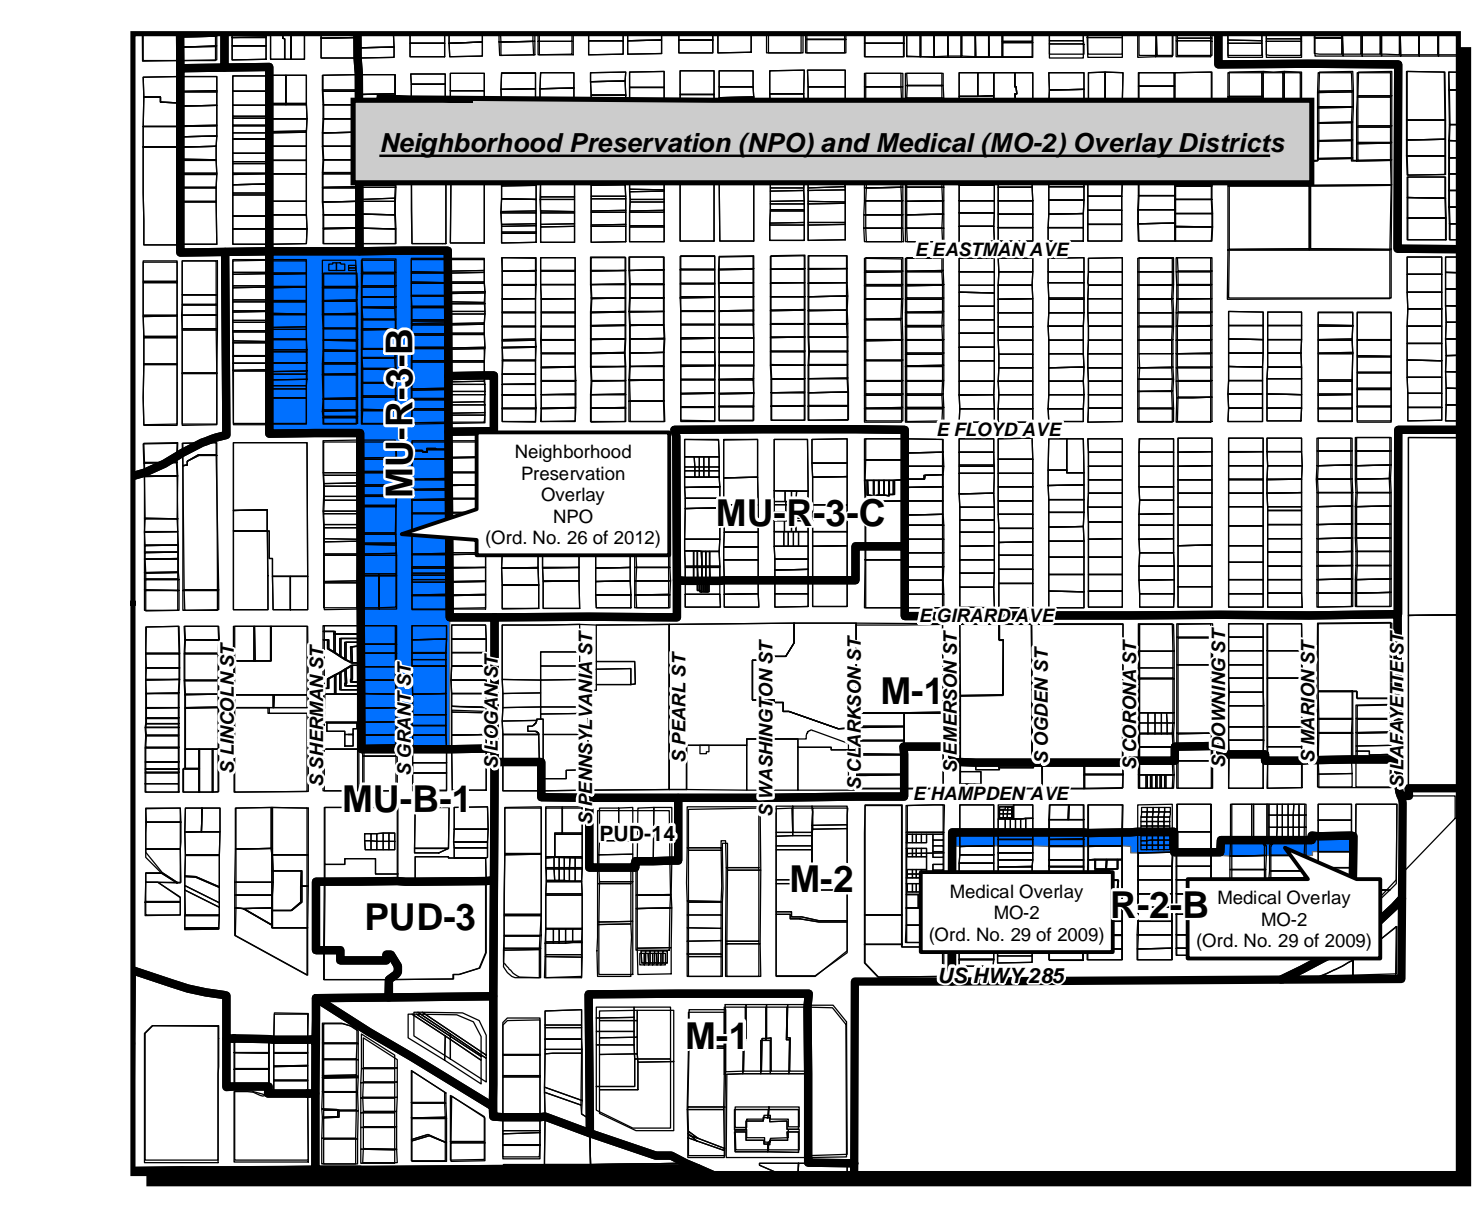 Neighborhood Preservation (NPO) and Medical (MO-2) Overlay Districts
E EASTMAN AVE
MU-R-3-B
E FLOYD AVE
Neighborhood
Preservation
Overlay
NPO
(Ord. No. 26 of 2012)
MU-R-3-C
E GIRARD AVE
S LINCOLN ST
S SHERMAN ST
S GRANT ST
S LOGAN ST
S PENNSYLVANIA ST
S PEARL ST
S WASHINGTON ST
S CLARKSON ST
M-1
S EMERSON ST
S OGDEN ST
S CORONA ST
S DOWNING ST
S MARION ST
S LAFAYETTE ST
MU-B-1
E HAMPDEN AVE
PUD-14
M-2
PUD-3
Medical Overlay
MO-2
(Ord. No. 29 of 2009)
R-2-B
Medical Overlay
MO-2
(Ord. No. 29 of 2009)
US HWY 285
M-1